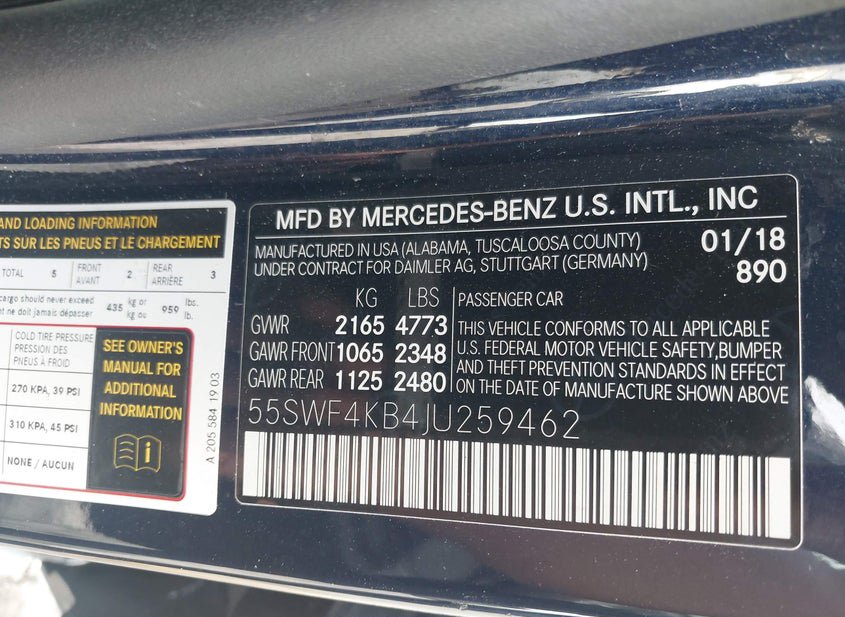 AND LOADING INFORMATION
TS SUR LES PNEUS ET LE CHARGEMENT
TOTAL 5 FRONT AVANT 2 REAR ARRIÈRE 3
cargo should never exceed 435 kg or 959 lbs.
et ne doit jamais dépasser kg ou lb.
COLD TIRE PRESSURE
PRESSION DES
PNEUS À FROID
270 KPA, 39 PSI
310 KPA, 45 PSI
NONE / AUCUN
SEE OWNER'S
MANUAL FOR
ADDITIONAL
INFORMATION
A 205 584 19 03
MFD BY MERCEDES-BENZ U.S. INTL., INC
MANUFACTURED IN USA (ALABAMA, TUSCALOOSA COUNTY) 01/18
UNDER CONTRACT FOR DAIMLER AG, STUTTGART (GERMANY) 890
KG LBS
GVWR 2165 4773
GAWR FRONT 1065 2348
GAWR REAR 1125 2480
PASSENGER CAR
THIS VEHICLE CONFORMS TO ALL APPLICABLE
U.S. FEDERAL MOTOR VEHICLE SAFETY,BUMPER
AND THEFT PREVENTION STANDARDS IN EFFECT
ON THE DATE OF MANUFACTURE SHOWN ABOVE
55SWF4KB4JU259462